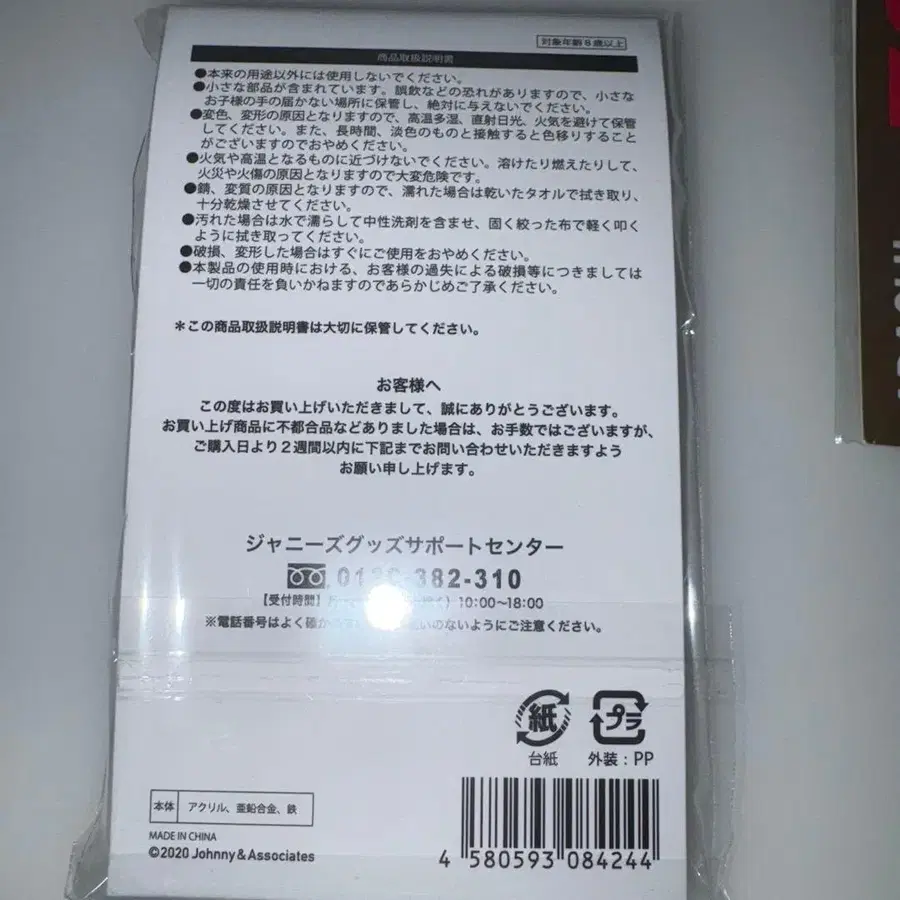 対象年齢8歳以上
商品取扱説明書
●本来の用途以外には使用しないでください。
●小さな部品が含まれています。誤飲などの恐れがありますので、小さな
お子様の手の届かない場所に保管し、絶対に与えないでください。
●変色、変形の原因となりますので、高温多湿、直射日光、火気を避けて保管
してください。また、長時間、淡色のものと接触すると色移りすること
がございますのでおやめください。
●火気や高温となるものに近づけないでください。溶けたり燃えたりして、
火災や火傷の原因となりますので大変危険です。
●錆、変質の原因となりますので、濡れた場合は乾いたタオルで拭き取り、
十分乾燥させてください。
●汚れた場合は水で濡らして中性洗剤を含ませ、固く絞った布で軽く叩く
ように拭き取ってください。
●破損、変形した場合はすぐにご使用をおやめください。
●本製品の使用時における、お客様の過失による破損等につきましては
一切の責任を負いかねますのであらかじめご了承ください。
＊この商品取扱説明書は大切に保管してください。
お客様へ
この度はお買い上げいただきまして、誠にありがとうございます。
お買い上げ商品に不都合品などありました場合は、お手数ではございますが、
ご購入日より2週間以内に下記までお問い合わせいただきますよう
お願い申し上げます。
ジャニーズグッズサポートセンター
382-310
【受付時間】 10:00～18:00
※電話番号はよく確か のないようにご注意ください。
紙
プラ
台紙
外装：PP
本体 アクリル、亜鉛合金、鉄
MADE IN CHINA
©2020 Johnny & Associates
4 580593 084244